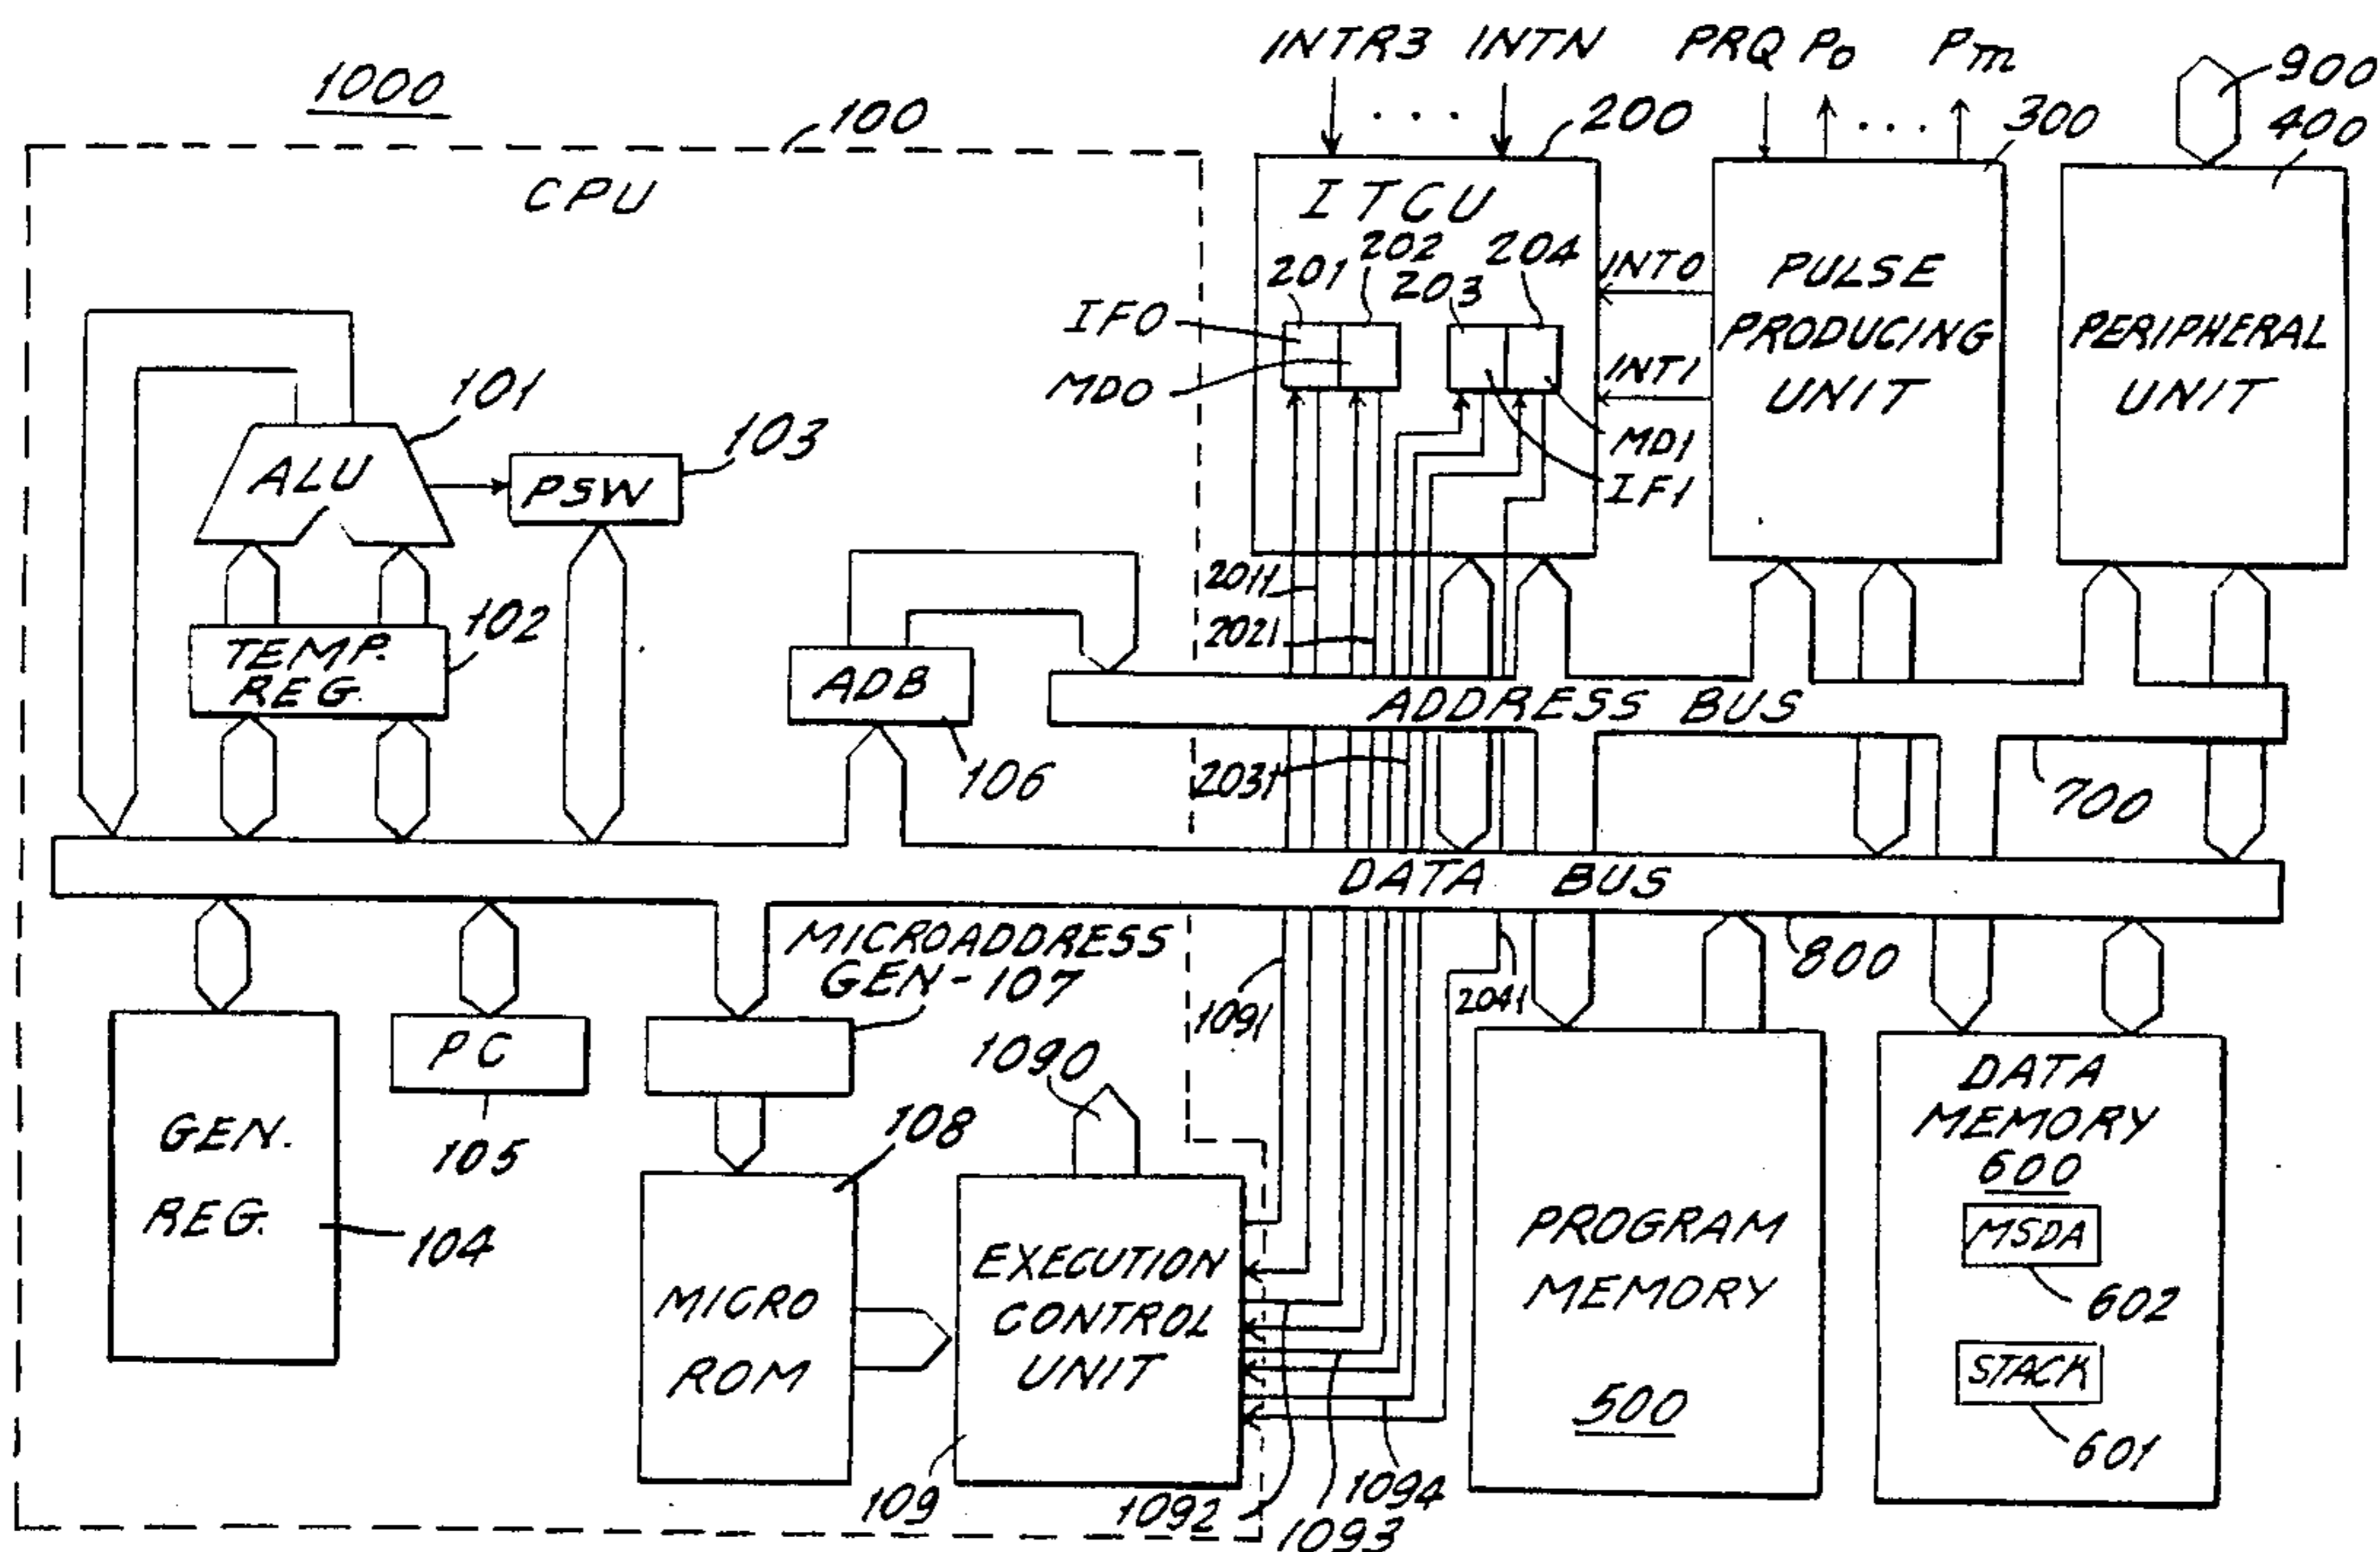 1000
100
CPU
INTR3 ... INTN
PRQ P0 ... Pm
900
200
300
400
ITCU
201
202
203
204
IF0
MD0
INT0
INT1
MD1
IF1
PULSE
PRODUCING
UNIT
PERIPHERAL
UNIT
101
ALU
PSW
103
TEMP.
REG.
102
ADB
106
2011
2021
ADDRESS BUS
2031
700
DATA BUS
800
MICROADDRESS
GEN-107
1091
2041
GEN.
REG.
104
PC
105
108
MICRO
ROM
1090
EXECUTION
CONTROL
UNIT
109
1092
1093
1094
PROGRAM
MEMORY
500
DATA
MEMORY
600
MSDA
602
STACK
601